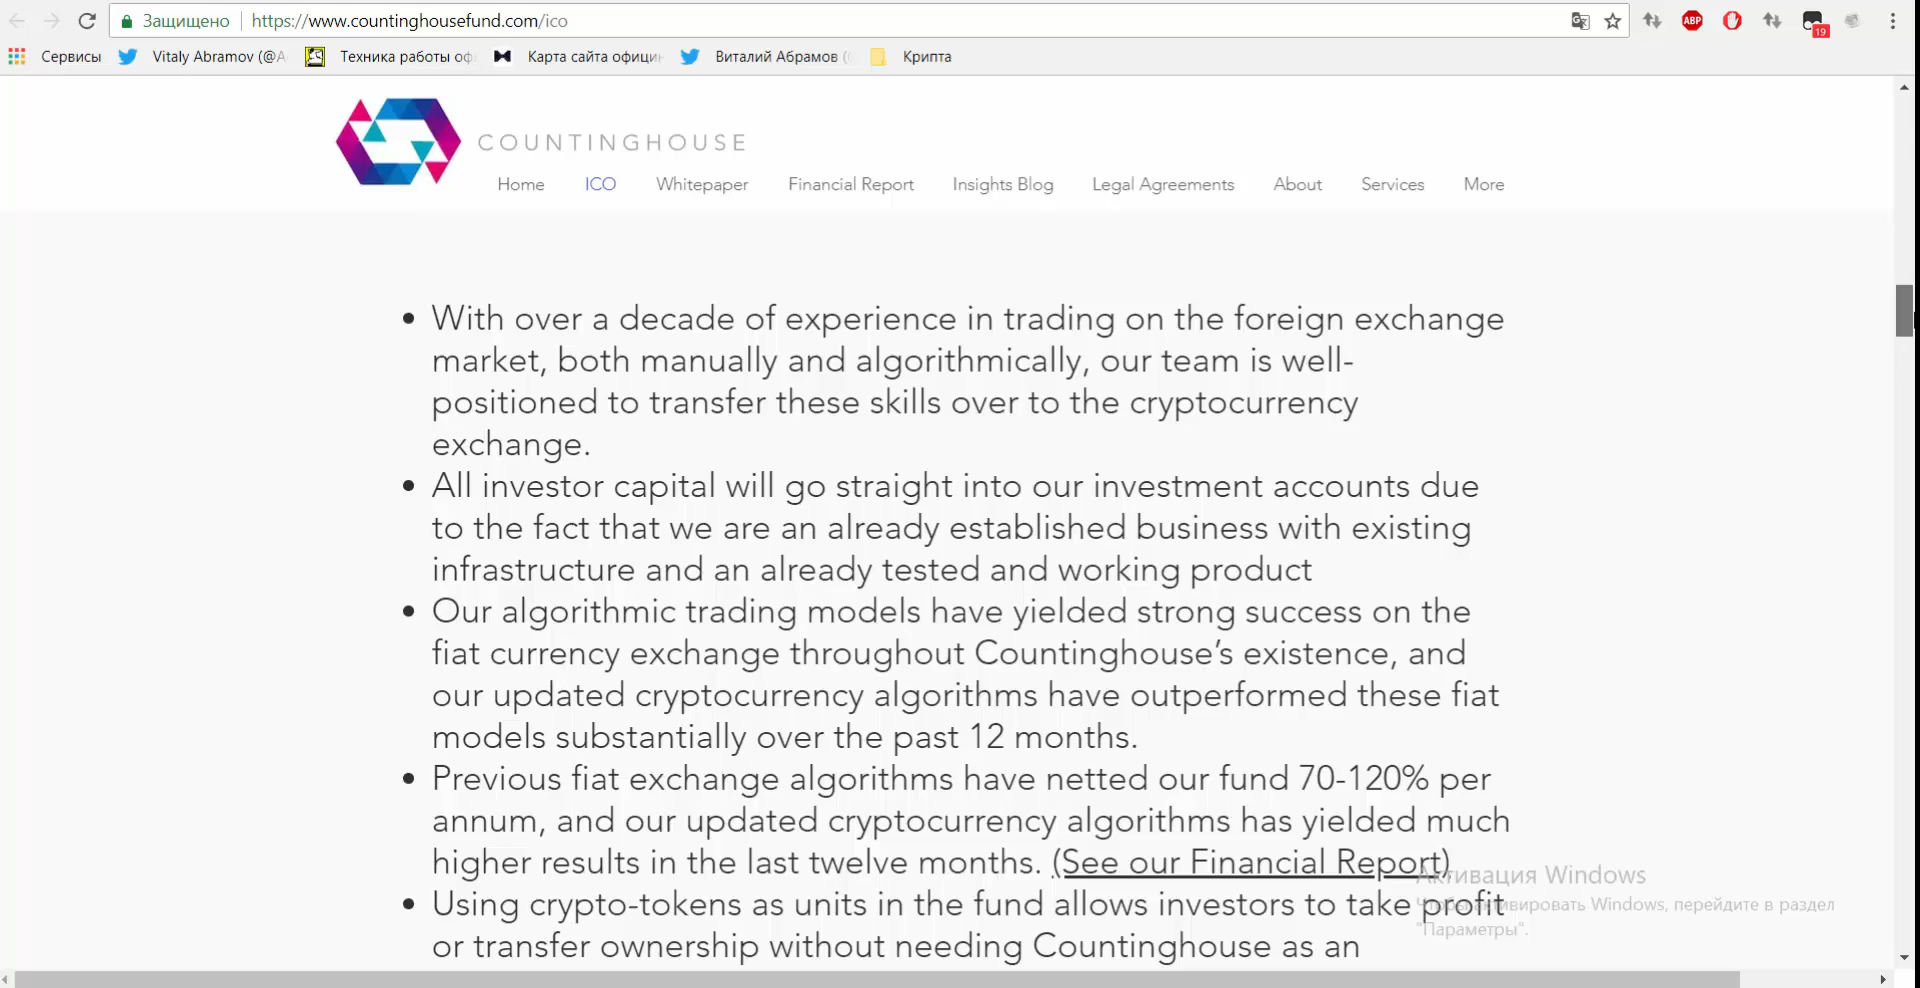 Защищено https://www.countinghousefund.com/ico
ABP
19
Сервисы Vitaly Abramov (@A Техника работы оф Карта сайта офици Виталий Абрамов ( Крипта
COUNTINGHOUSE
Home ICO Whitepaper Financial Report Insights Blog Legal Agreements About Services More
• With over a decade of experience in trading on the foreign exchange
market, both manually and algorithmically, our team is well-
positioned to transfer these skills over to the cryptocurrency
exchange.
• All investor capital will go straight into our investment accounts due
to the fact that we are an already established business with existing
infrastructure and an already tested and working product
• Our algorithmic trading models have yielded strong success on the
fiat currency exchange throughout Countinghouse’s existence, and
our updated cryptocurrency algorithms have outperformed these fiat
models substantially over the past 12 months.
• Previous fiat exchange algorithms have netted our fund 70-120% per
annum, and our updated cryptocurrency algorithms has yielded much
higher results in the last twelve months. (See our Financial Report)
Активация Windows
• Using crypto-tokens as units in the fund allows investors to take profit
Чтобы активировать Windows, перейдите в раздел
"Параметры".
or transfer ownership without needing Countinghouse as an